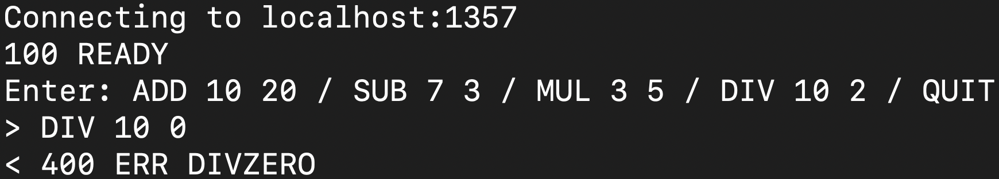 Connecting to localhost:1357
100 READY
Enter: ADD 10 20 / SUB 7 3 / MUL 3 5 / DIV 10 2 / QUIT
> DIV 10 0
< 400 ERR DIVZERO